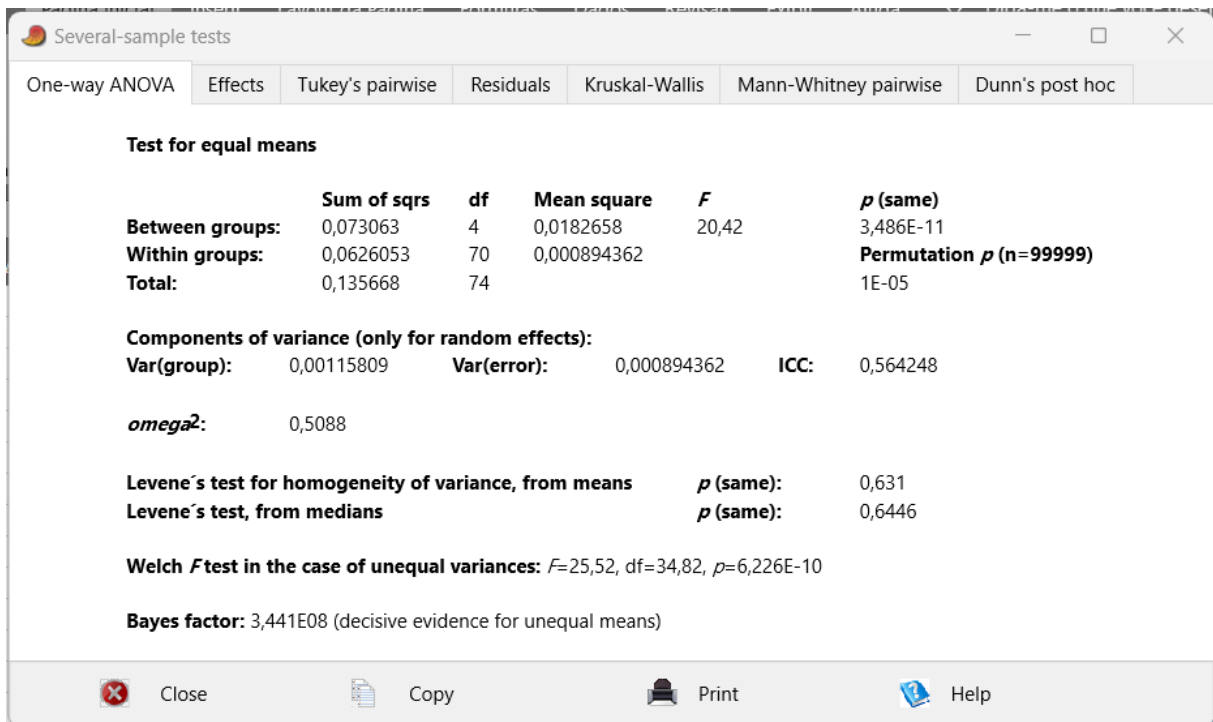 Several-sample tests
One-way ANOVA Effects Tukey's pairwise Residuals Kruskal-Wallis Mann-Whitney pairwise Dunn's post hoc
Test for equal means
Sum of sqrs df Mean square F p (same)
Between groups: 0,073063 4 0,0182658 20,42 3,486E-11
Within groups: 0,0626053 70 0,000894362 Permutation p (n=99999)
Total: 0,135668 74 1E-05
Components of variance (only for random effects):
Var(group): 0,00115809 Var(error): 0,000894362 ICC: 0,564248
omega2: 0,5088
Levene´s test for homogeneity of variance, from means p (same): 0,631
Levene´s test, from medians p (same): 0,6446
Welch F test in the case of unequal variances: F=25,52, df=34,82, p=6,226E-10
Bayes factor: 3,441E08 (decisive evidence for unequal means)
Close Copy Print Help